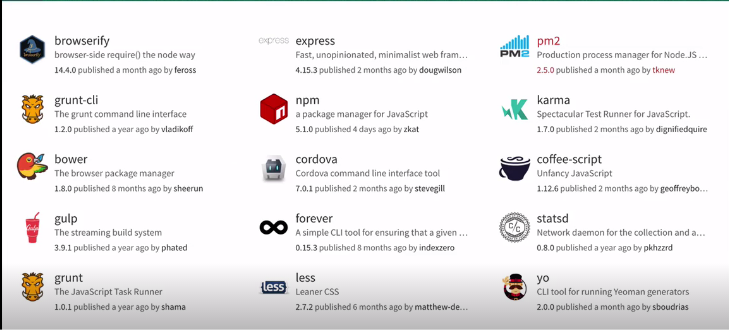 browserify
browser-side require() the node way
14.4.0 published a month ago by feross
express
express
Fast, unopinionated, minimalist web fram...
4.15.3 published 2 months ago by dougwilson
PM2
pm2
Production process manager for Node.JS ...
2.5.0 published a month ago by tknew
grunt-cli
The grunt command line interface
1.2.0 published a year ago by vladikoff
npm
a package manager for JavaScript
5.1.0 published 4 days ago by zkat
karma
Spectacular Test Runner for JavaScript.
1.7.0 published 2 months ago by dignifiedquire
bower
The browser package manager
1.8.0 published 8 months ago by sheerun
cordova
Cordova command line interface tool
7.0.1 published 2 months ago by stevegill
coffee-script
Unfancy JavaScript
1.12.6 published 2 months ago by geoffreybo...
Gulp
gulp
The streaming build system
3.9.1 published a year ago by phated
forever
A simple CLI tool for ensuring that a given ...
0.15.3 published 8 months ago by indexzero
C/C
statsd
Network daemon for the collection and a...
0.8.0 published a year ago by pkhzzrd
grunt
The JavaScript Task Runner
1.0.1 published a year ago by shama
{less}
less
Leaner CSS
2.7.2 published 6 months ago by matthew-de...
yo
CLI tool for running Yeoman generators
2.0.0 published a month ago by sboudrias